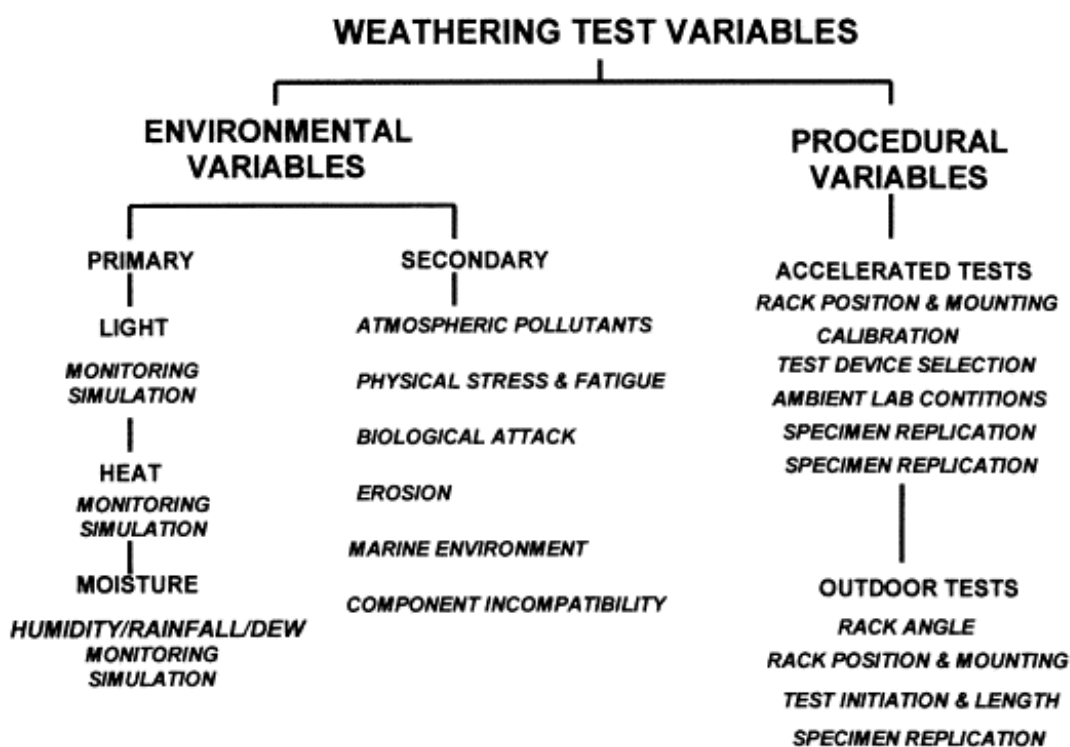 WEATHERING TEST VARIABLES
ENVIRONMENTAL
VARIABLES
PRIMARY
LIGHT
MONITORING
SIMULATION
HEAT
MONITORING
SIMULATION
MOISTURE
HUMIDITY/RAINFALL/DEW
MONITORING
SIMULATION
SECONDARY
ATMOSPHERIC POLLUTANTS
PHYSICAL STRESS & FATIGUE
BIOLOGICAL ATTACK
EROSION
MARINE ENVIRONMENT
COMPONENT INCOMPATIBILITY
PROCEDURAL
VARIABLES
ACCELERATED TESTS
RACK POSITION & MOUNTING
CALIBRATION
TEST DEVICE SELECTION
AMBIENT LAB CONTITIONS
SPECIMEN REPLICATION
SPECIMEN REPLICATION
OUTDOOR TESTS
RACK ANGLE
RACK POSITION & MOUNTING
TEST INITIATION & LENGTH
SPECIMEN REPLICATION